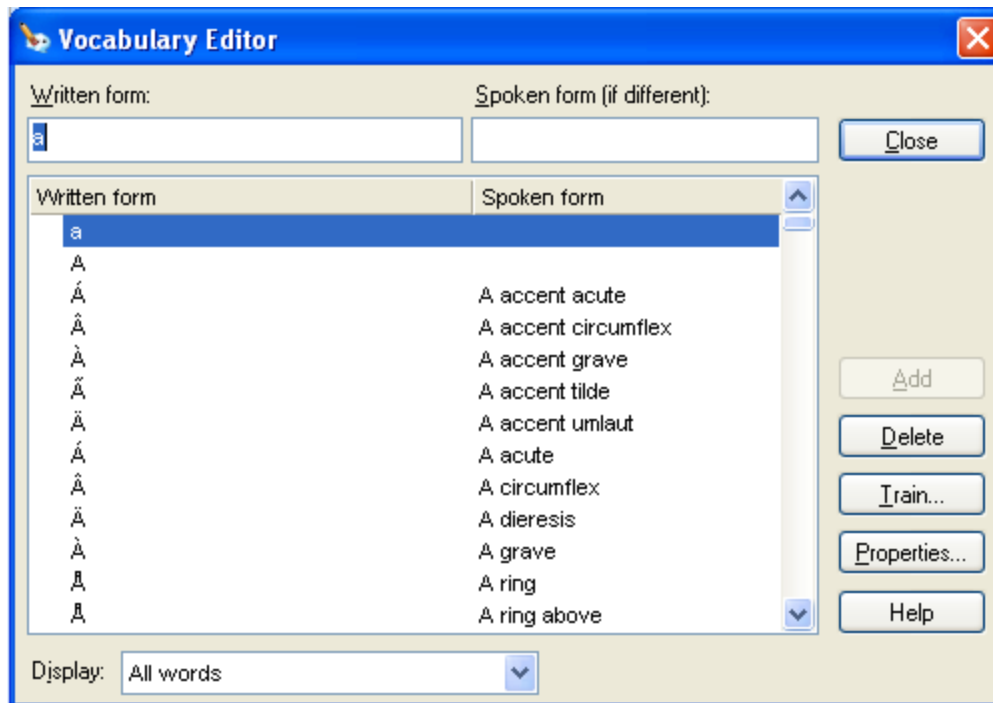 Vocabulary Editor
Written form: Spoken form (if different):
a Close
Written form Spoken form
a
A
Á A accent acute
Â A accent circumflex
À A accent grave
Ã A accent tilde
Ä A accent umlaut
Á A acute
Â A circumflex
Ä A dieresis
À A grave
Å A ring
Å A ring above
Add
Delete
Train...
Properties...
Help
Display: All words